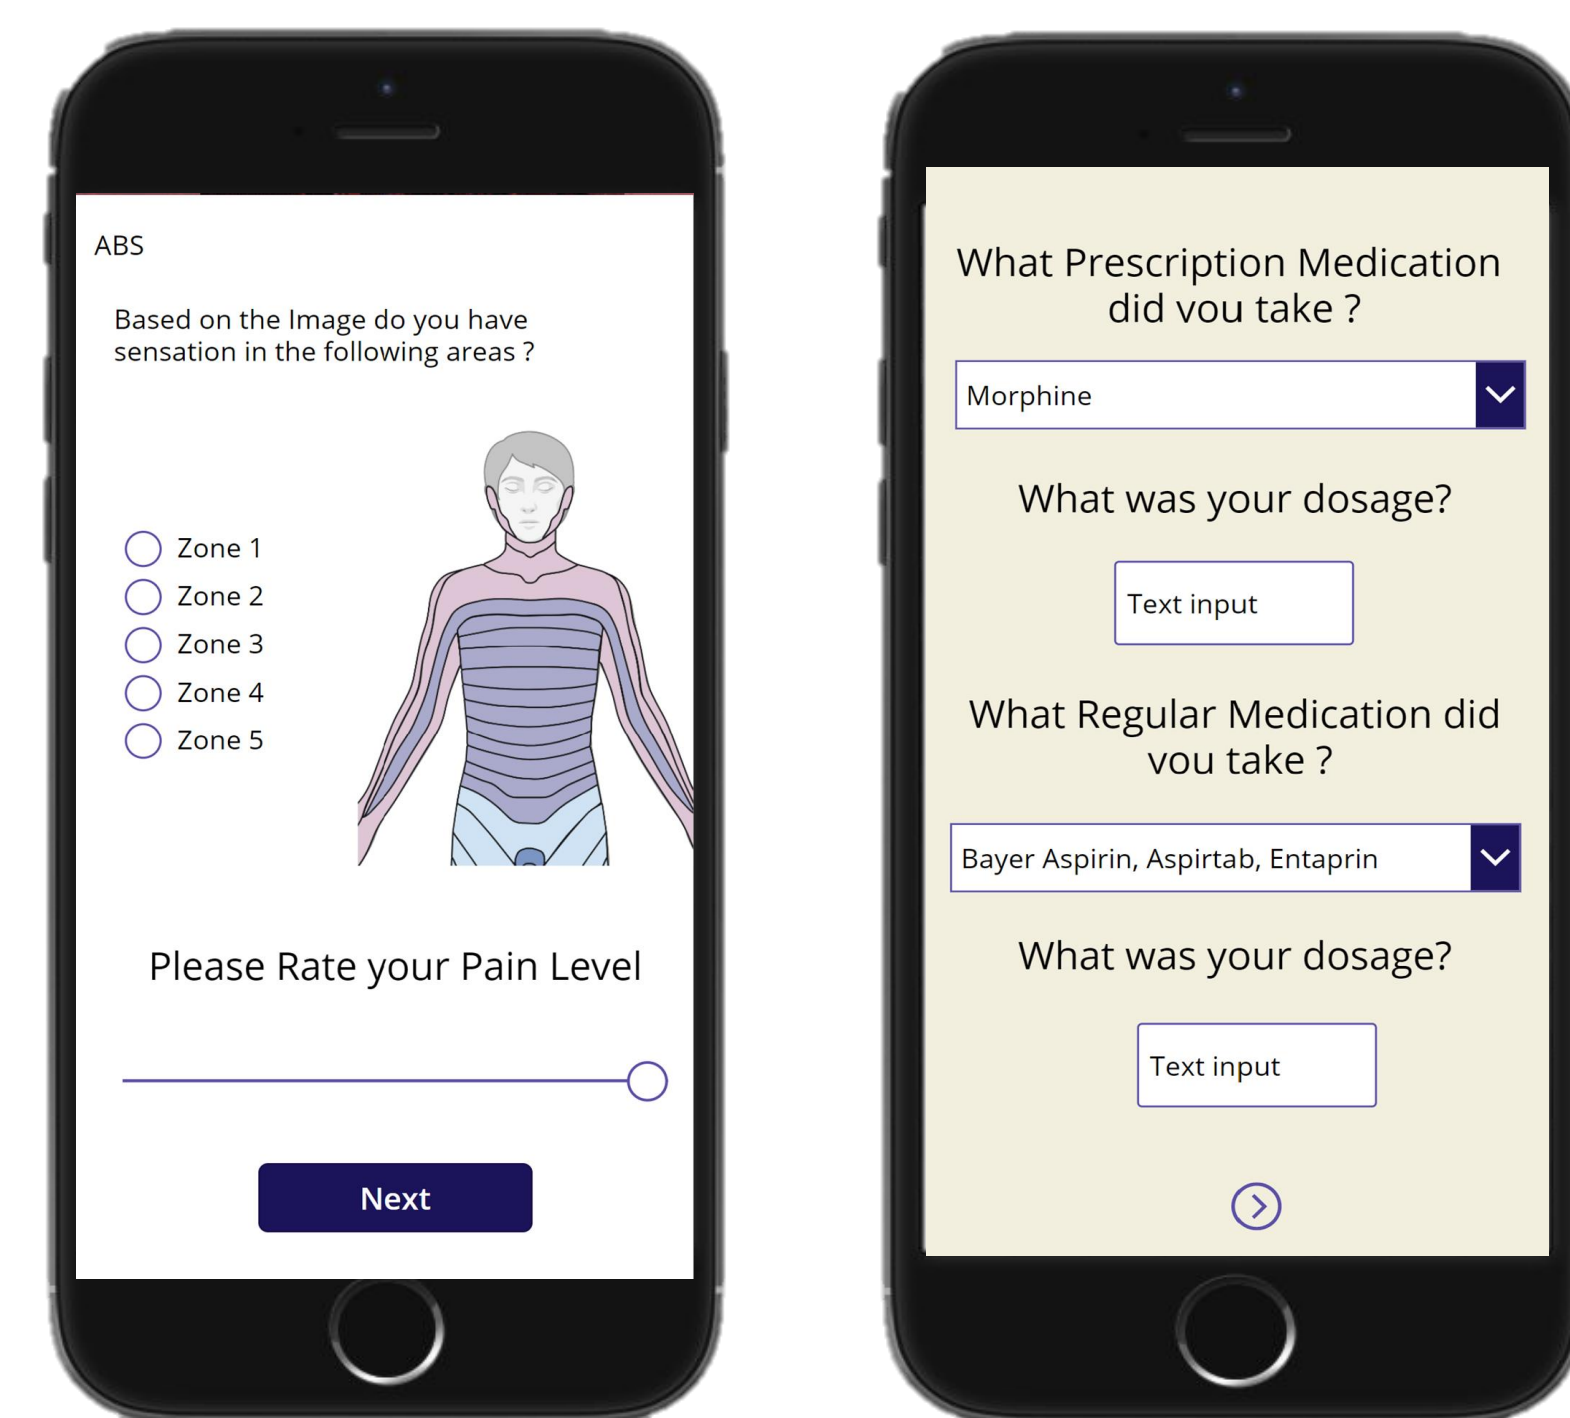 ABS
Based on the Image do you have
sensation in the following areas ?
Zone 1
Zone 2
Zone 3
Zone 4
Zone 5
Please Rate your Pain Level
Next
What Prescription Medication
did you take ?
Morphine
What was your dosage?
Text input
What Regular Medication did
you take ?
Bayer Aspirin, Aspirtab, Entaprin
What was your dosage?
Text input